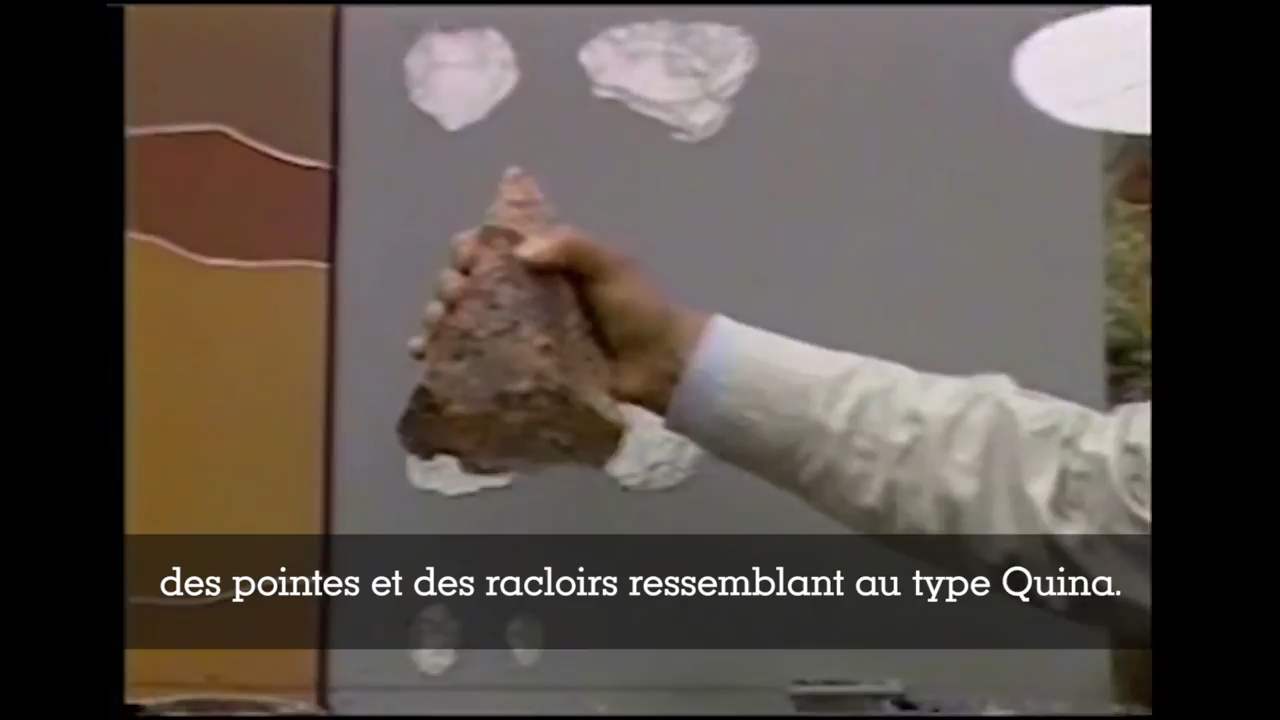 des pointes et des racloirs ressemblant au type Quina.